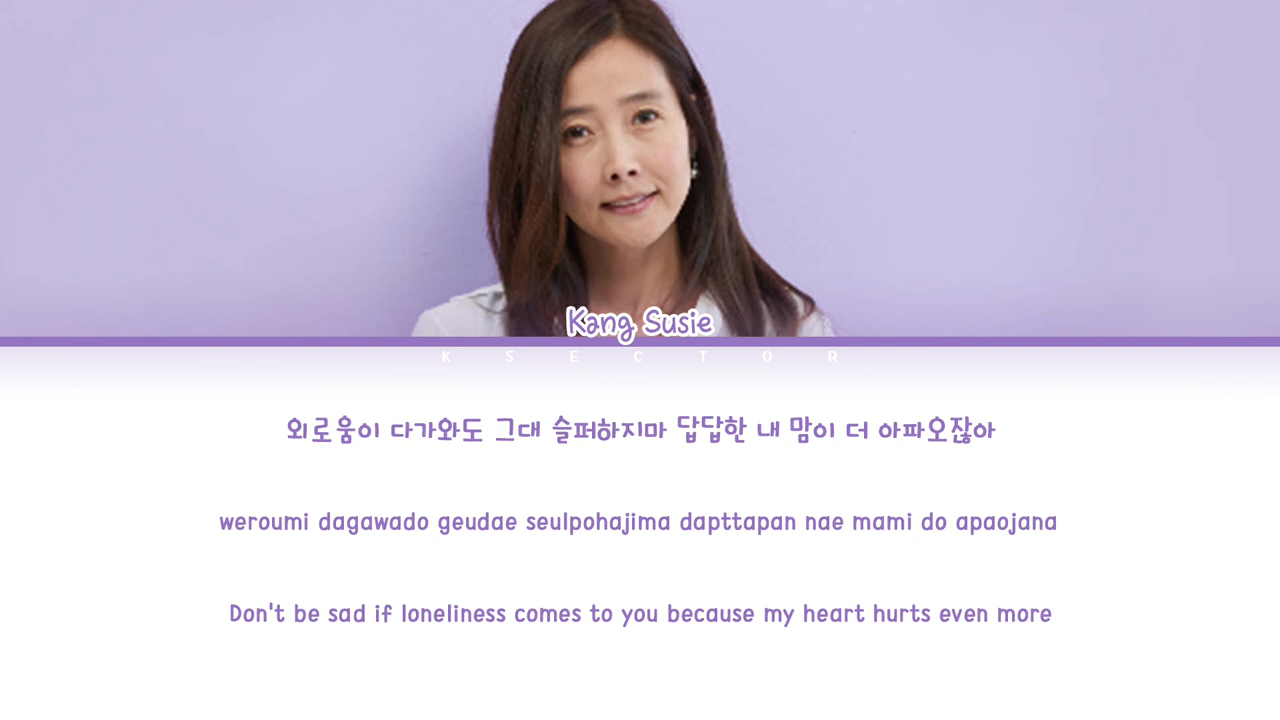 Kang Susie
K S E C T O R
외로움이 다가와도 그대 슬퍼하지마 답답한 내 맘이 더 아파오잖아
weroumi dagawado geudae seulpohajima dapttapan nae mami do apaojana
Don't be sad if loneliness comes to you because my heart hurts even more